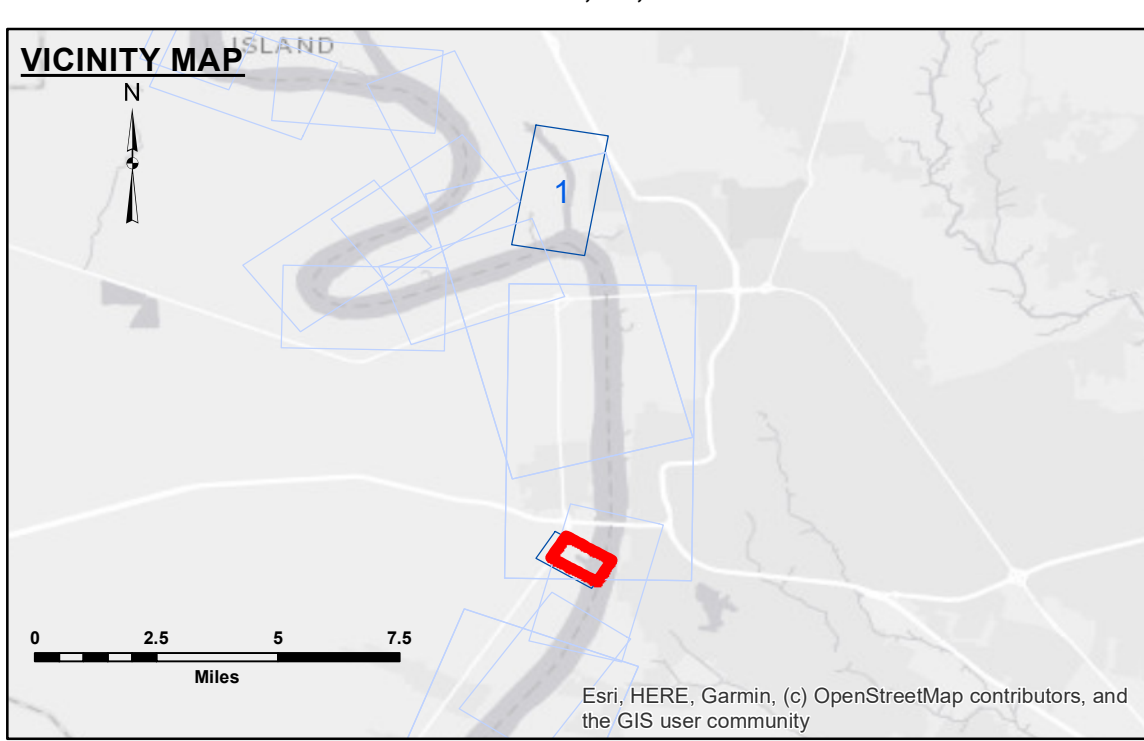 ISLAND
VICINITY MAP
N
1
0 2.5 5 7.5
Miles
Esri, HERE, Garmin, (c) OpenStreetMap contributors, and
the GIS user community